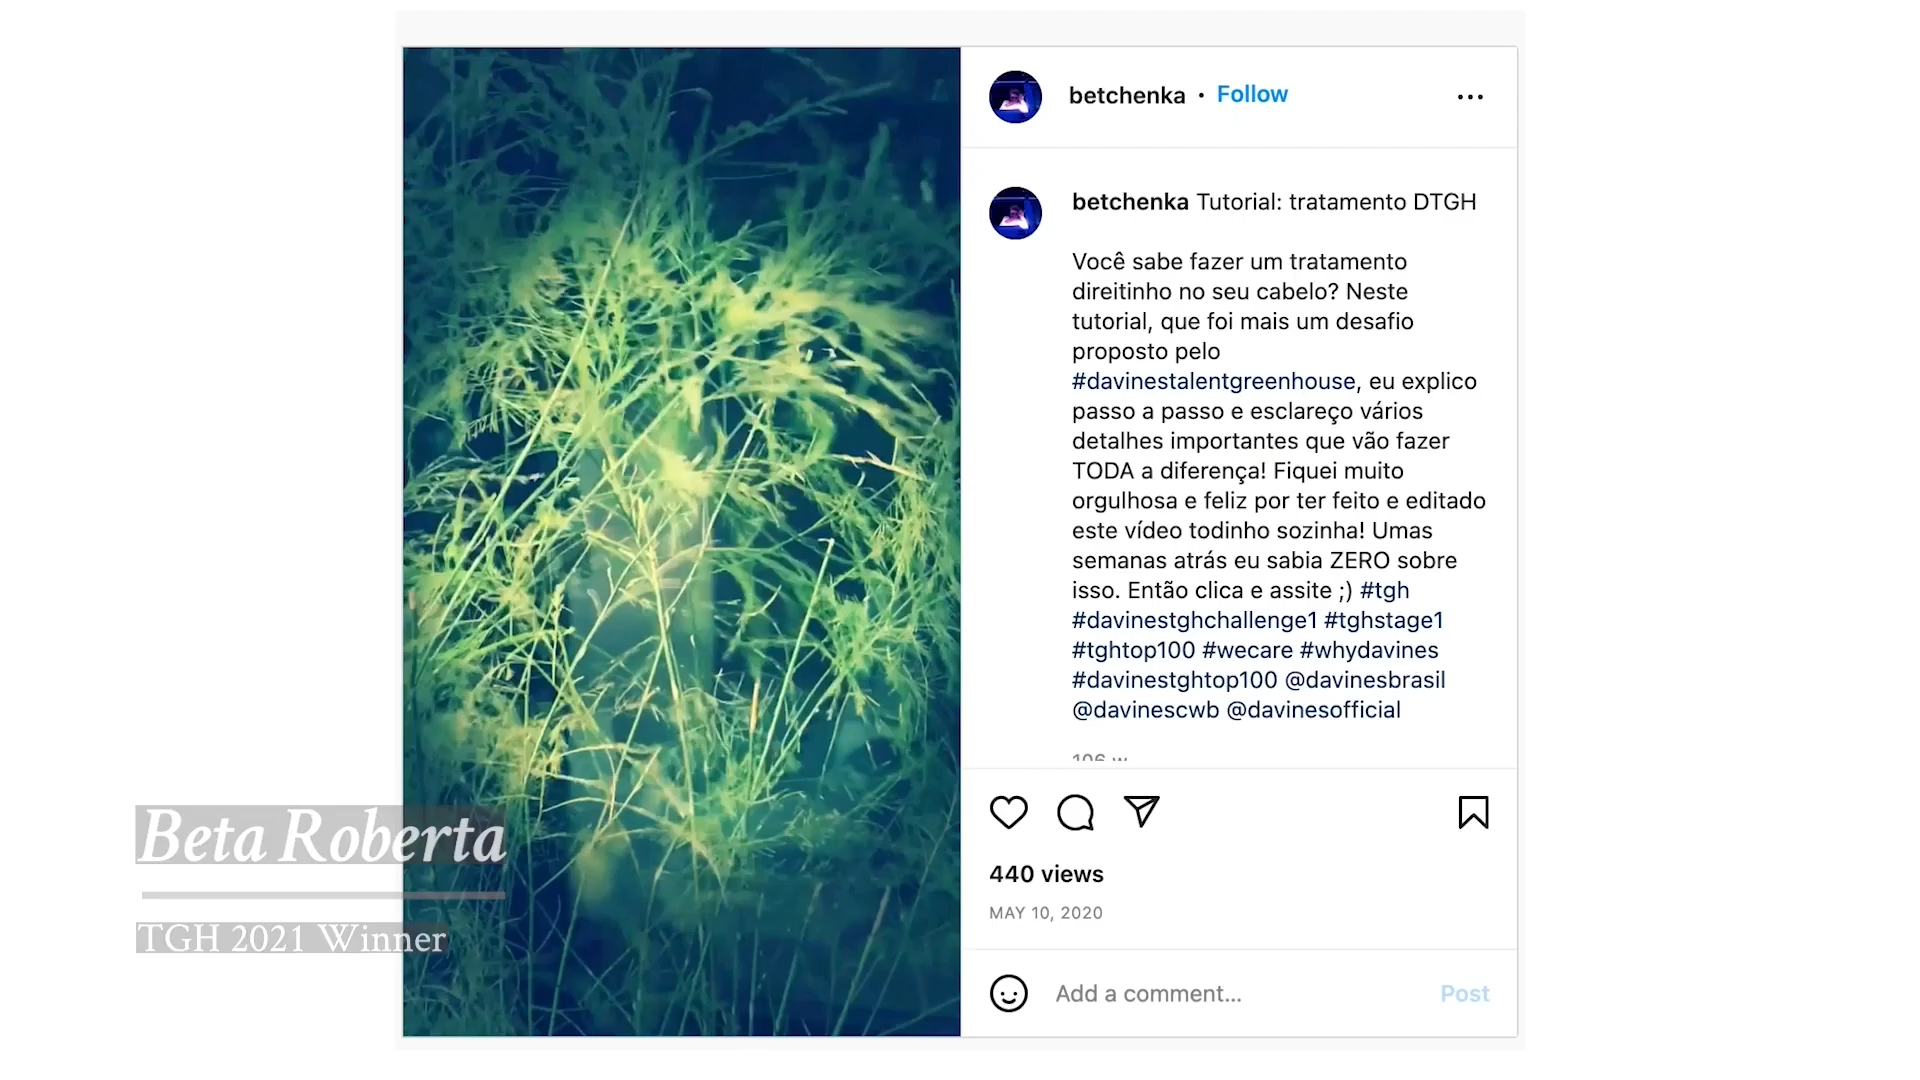 betchenka • Follow
betchenka Tutorial: tratamento DTGH
Você sabe fazer um tratamento
direitinho no seu cabelo? Neste
tutorial, que foi mais um desafio
proposto pelo
#davinestalentgreenhouse, eu explico
passo a passo e esclareço vários
detalhes importantes que vão fazer
TODA a diferença! Fiquei muito
orgulhosa e feliz por ter feito e editado
este vídeo todinho sozinha! Umas
semanas atrás eu sabia ZERO sobre
isso. Então clica e assite ;) #tgh
#davinestghchallenge1 #tghstage1
#tghtop100 #wecare #whydavines
#davinestghtop100 @davinesbrasil
@davinescwb @davinesofficial
106 w
440 views
MAY 10, 2020
Add a comment...
Post
Beta Roberta
TGH 2021 Winner